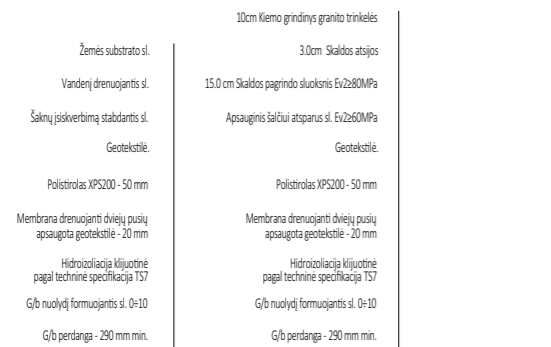 Žemės substrato sl.
Vandenį drenuojantis sl.
Šaknų įsiskverbimą stabdantis sl.
Geotekstilė.
Polistirolas XPS200 - 50 mm
Membrana drenuojanti dviejų pusių
apsaugota geotekstilė - 20 mm
Hidroizoliacija klijuotinė
pagal techninė specifikacija TS7
G/b nuolydį formuojantis sl. 0÷10
G/b perdanga - 290 mm min.
10cm Kiemo grindinys granito trinkelės
3.0cm Skaldos atsijos
15.0 cm Skaldos pagrindo sluoksnis Ev2≥80MPa
Apsauginis šalčiui atsparus sl. Ev2≥60MPa
Geotekstilė.
Polistirolas XPS200 - 50 mm
Membrana drenuojanti dviejų pusių
apsaugota geotekstilė - 20 mm
Hidroizoliacija klijuotinė
pagal techninė specifikacija TS7
G/b nuolydį formuojantis sl. 0÷10
G/b perdanga - 290 mm min.